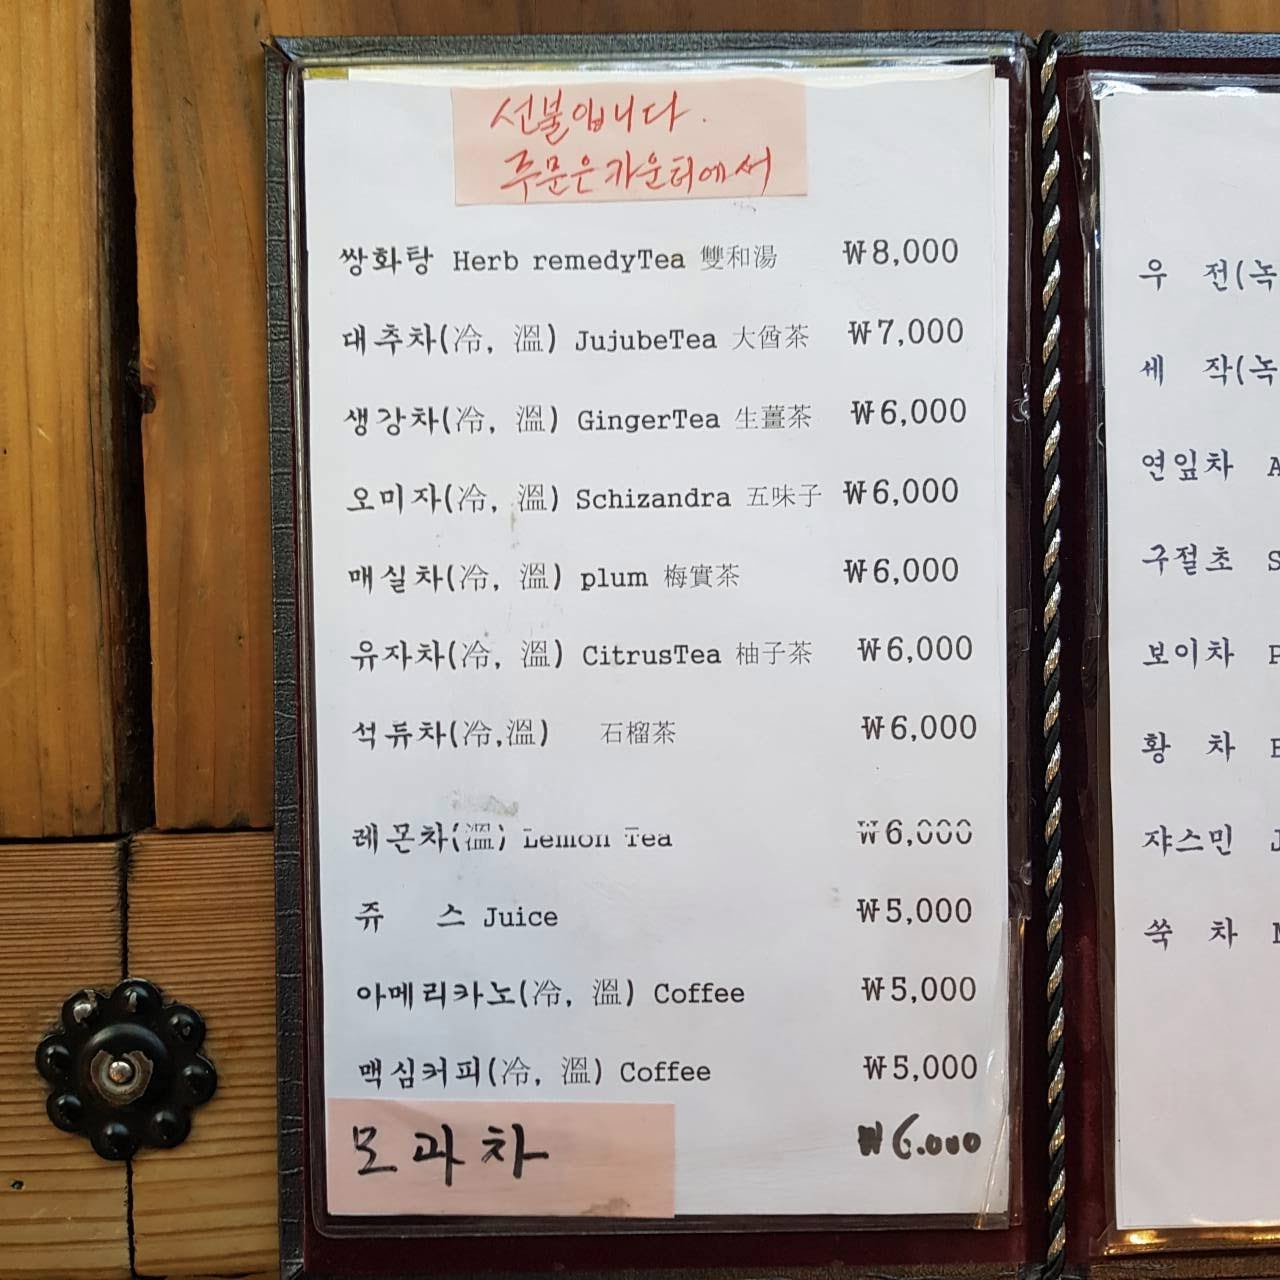 선불입니다.
주문은 카운터에서
쌍화탕 Herb remedyTea 雙和湯 ₩8,000
대추차(冷, 溫) JujubeTea 大酋茶 ₩7,000
생강차(冷, 溫) GingerTea 生薑茶 ₩6,000
오미자(冷, 溫) Schizandra 五味子 ₩6,000
매실차(冷, 溫) plum 梅實茶 ₩6,000
유자차(冷, 溫) CitrusTea 柚子茶 ₩6,000
석류차(冷,溫) 石榴茶 ₩6,000
레몬차(溫) Lemon Tea ₩6,000
쥬 스 Juice ₩5,000
아메리카노(冷, 溫) Coffee ₩5,000
맥심커피(冷, 溫) Coffee ₩5,000
모과차 ₩6.000
우 전(녹
세 작(녹
연잎차 A
구절초 S
보이차 P
황 차
쟈스민 J
쑥 차